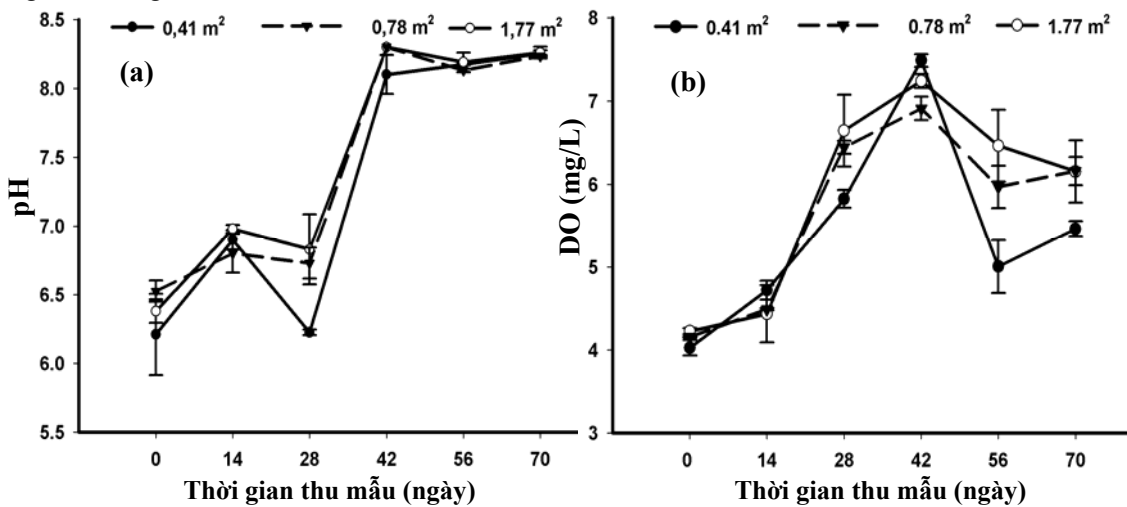 0,41 m² 0,78 m² 1,77 m²
(a)
pH
8.5
8.0
7.5
7.0
6.5
6.0
5.5
0 14 28 42 56 70
Thời gian thu mẫu (ngày)
0.41 m² 0.78 m² 1.77 m²
(b)
DO (mg/L)
8
7
6
5
4
3
0 14 28 42 56 70
Thời gian thu mẫu (ngày)